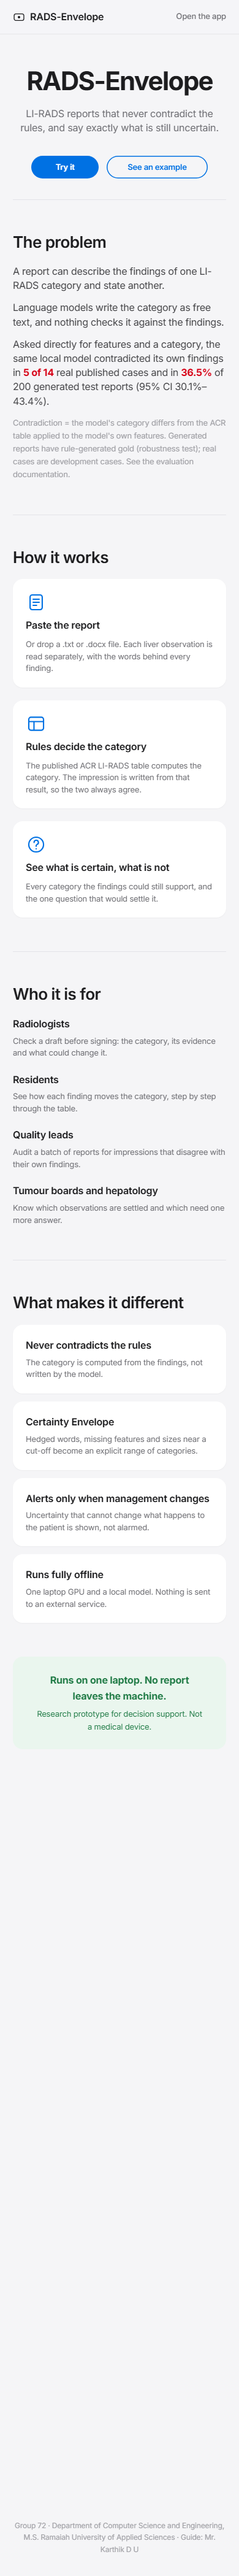 RADS-Envelope
Open the app
RADS-Envelope
LI-RADS reports that never contradict the
rules, and say exactly what is still uncertain.
Try it
See an example
The problem
A report can describe the findings of one LI-
RADS category and state another.
Language models write the category as free
text, and nothing checks it against the findings.
Asked directly for features and a category, the
same local model contradicted its own findings
in 5 of 14 real published cases and in 36.5% of
200 generated test reports (95% CI 30.1%–
43.4%).
Contradiction = the model's category differs from the ACR
table applied to the model's own features. Generated
reports have rule-generated gold (robustness test); real
cases are development cases. See the evaluation
documentation.
How it works
Paste the report
Or drop a .txt or .docx file. Each liver observation is
read separately, with the words behind every
finding.
Rules decide the category
The published ACR LI-RADS table computes the
category. The impression is written from that
result, so the two always agree.
See what is certain, what is not
Every category the findings could still support, and
the one question that would settle it.
Who it is for
Radiologists
Check a draft before signing: the category, its evidence
and what could change it.
Residents
See how each finding moves the category, step by step
through the table.
Quality leads
Audit a batch of reports for impressions that disagree with
their own findings.
Tumour boards and hepatology
Know which observations are settled and which need one
more answer.
What makes it different
Never contradicts the rules
The category is computed from the findings, not
written by the model.
Certainty Envelope
Hedged words, missing features and sizes near a
cut-off become an explicit range of categories.
Alerts only when management changes
Uncertainty that cannot change what happens to
the patient is shown, not alarmed.
Runs fully offline
One laptop GPU and a local model. Nothing is sent
to an external service.
Runs on one laptop. No report
leaves the machine.
Research prototype for decision support. Not
a medical device.
Group 72 · Department of Computer Science and Engineering,
M.S. Ramaiah University of Applied Sciences · Guide: Mr.
Karthik D U